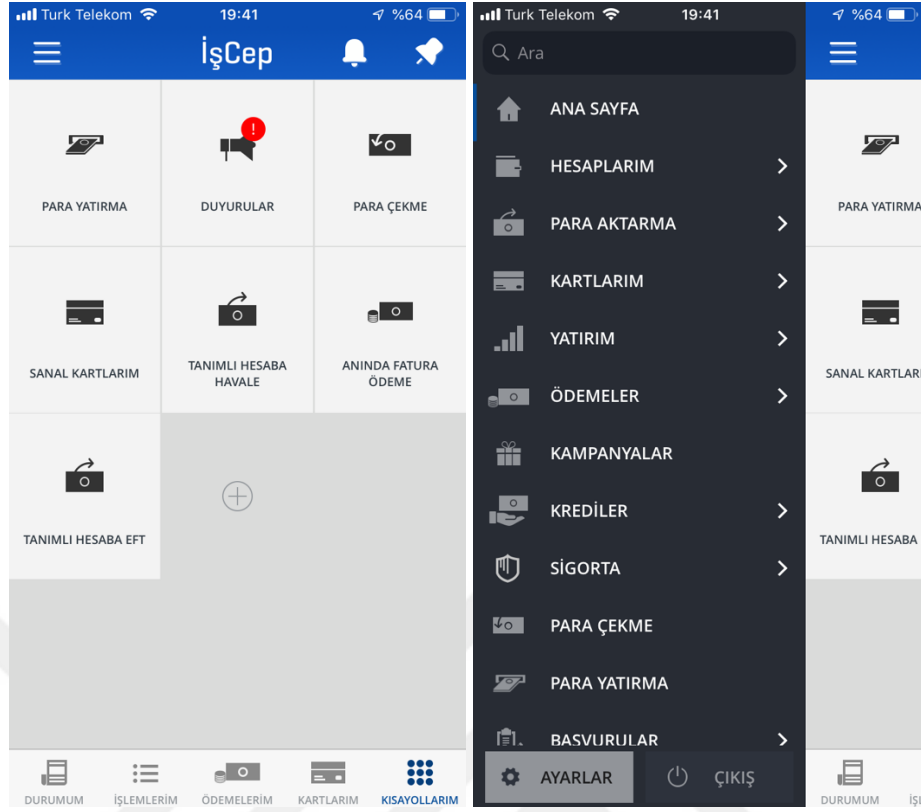 Turk Telekom 19:41 %64
İşCep
PARA YATIRMA
DUYURULAR
PARA ÇEKME
SANAL KARTLARIM
TANIMLI HESABA
HAVALE
ANINDA FATURA
ÖDEME
TANIMLI HESABA EFT
DURUMUM
İŞLEMLERİM
ÖDEMELERİM
KARTLARIM
KISAYOLLARIM
Turk Telekom 19:41 %64
Ara
ANA SAYFA
HESAPLARIM
PARA AKTARMA
KARTLARIM
YATIRIM
ÖDEMELER
KAMPANYALAR
KREDİLER
SİGORTA
PARA ÇEKME
PARA YATIRMA
BAŞVURULAR
AYARLAR
ÇIKIŞ
PARA YATIRMA
SANAL KARTLARI
TANIMLI HESABA
DURUMUM
İŞ